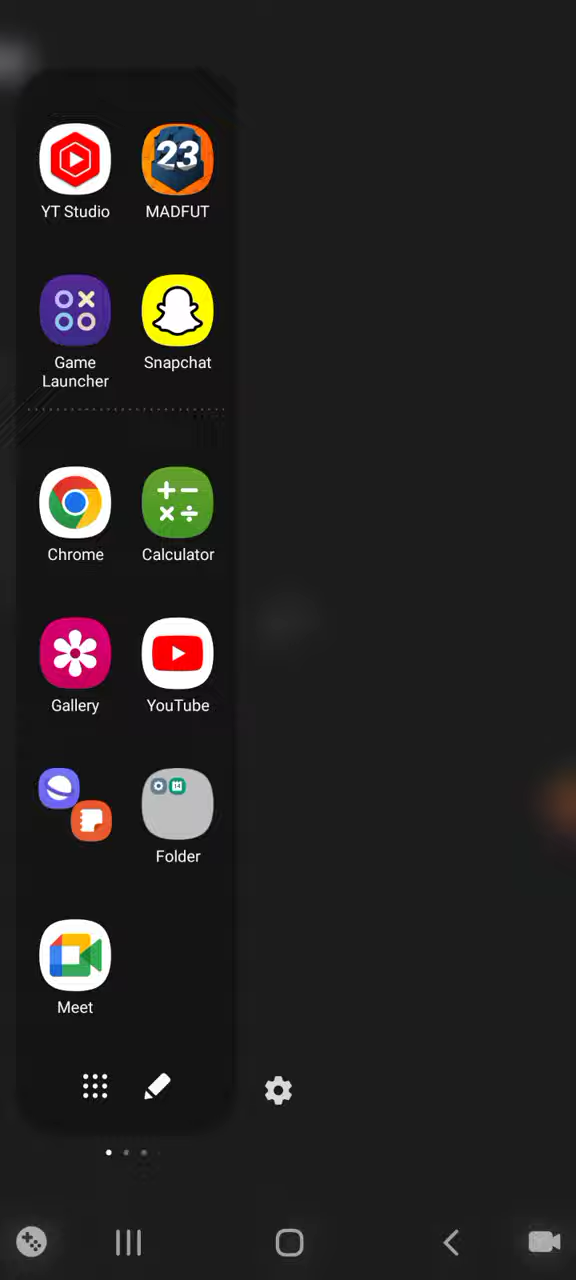 YT Studio
MADFUT
23
Game
Launcher
Snapchat
Chrome
Calculator
Gallery
YouTube
Folder
Meet